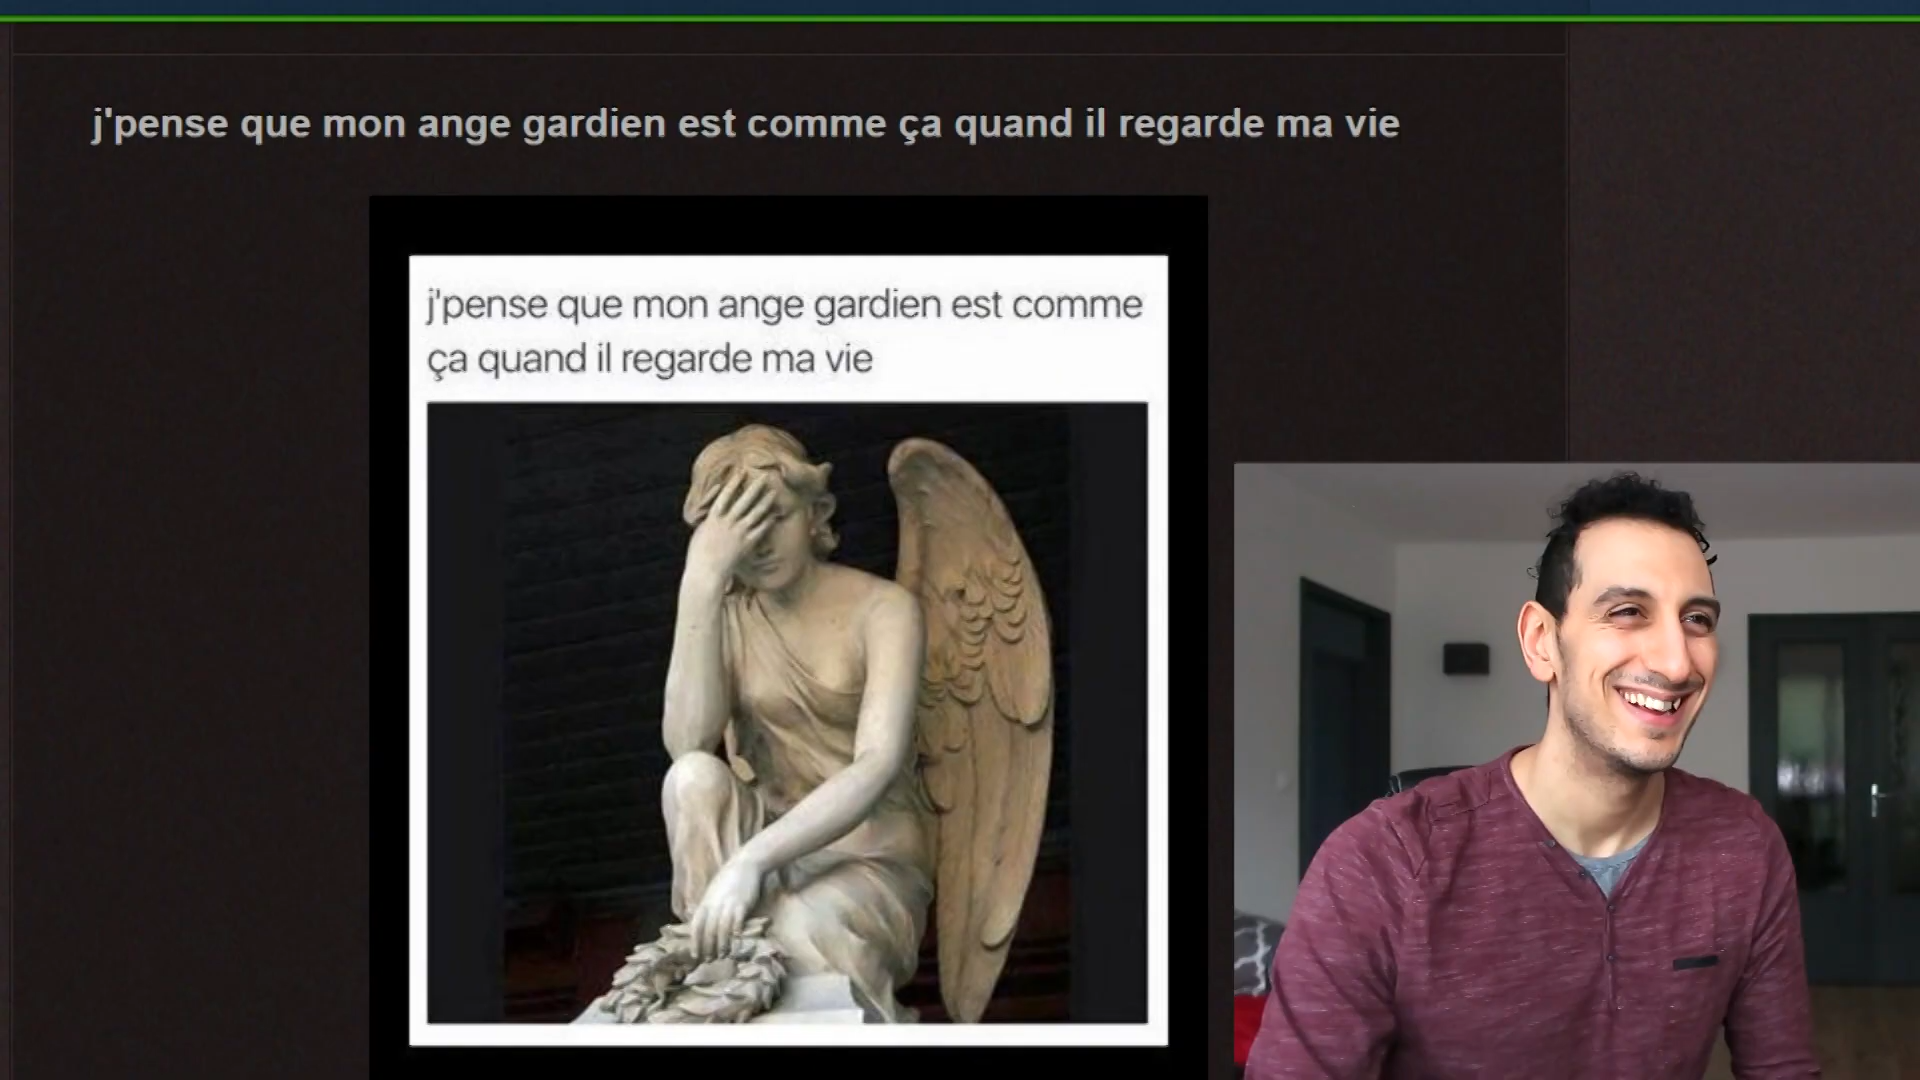 j'pense que mon ange gardien est comme ça quand il regarde ma vie
j'pense que mon ange gardien est comme
ça quand il regarde ma vie